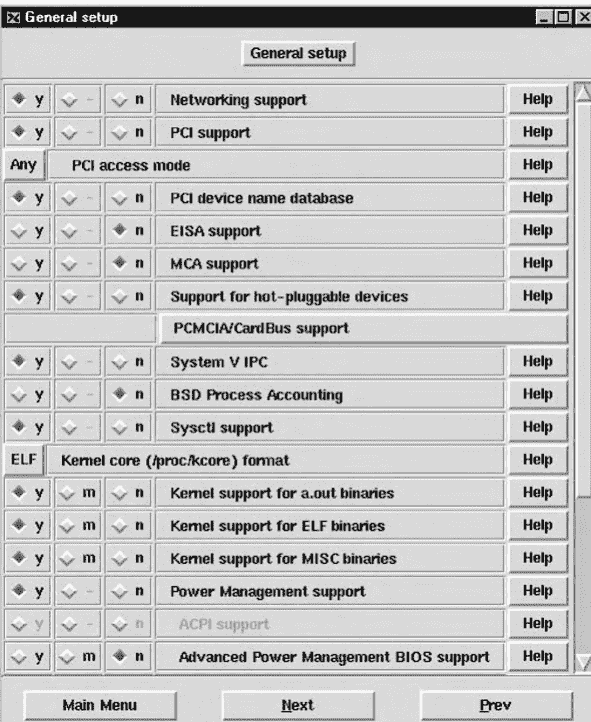 General setup
General setup
y - n Networking support Help
y - n PCI support Help
Any PCI access mode Help
y - n PCI device name database Help
y - n EISA support Help
y - n MCA support Help
y - n Support for hot-pluggable devices Help
PCMCIA/CardBus support
y - n System V IPC Help
y - n BSD Process Accounting Help
y - n Sysctl support Help
ELF Kernel core (/proc/kcore) format Help
y m n Kernel support for a.out binaries Help
y m n Kernel support for ELF binaries Help
y m n Kernel support for MISC binaries Help
y - n Power Management support Help
y - n ACPI support Help
y m n Advanced Power Management BIOS support Help
Main Menu Next Prev